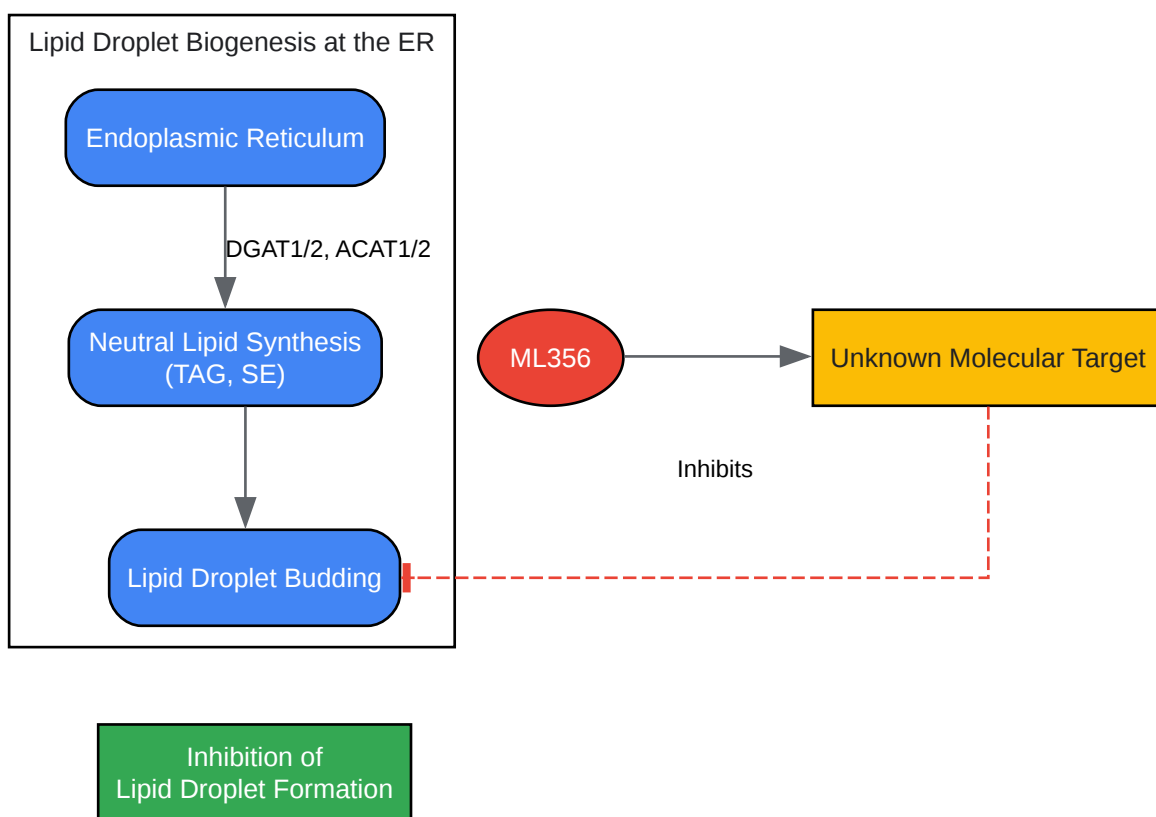 Lipid Droplet Biogenesis at the ER
Endoplasmic Reticulum
DGAT1/2, ACAT1/2
Neutral Lipid Synthesis
(TAG, SE)
ML356
Unknown Molecular Target
Inhibits
Lipid Droplet Budding
Inhibition of
Lipid Droplet Formation